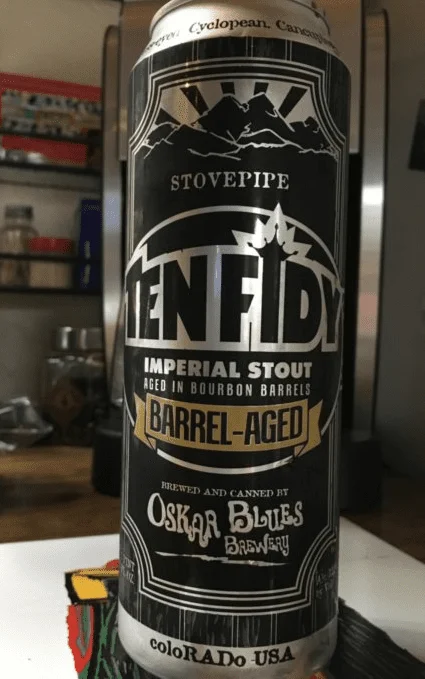 Cyclopean.
STOVEPIPE
TEN FIDY
IMPERIAL STOUT
AGED IN BOURBON BARRELS
BARREL-AGED
BREWED AND CANNED BY
OSKAR BLUES
BREWERY
coloRADo USA